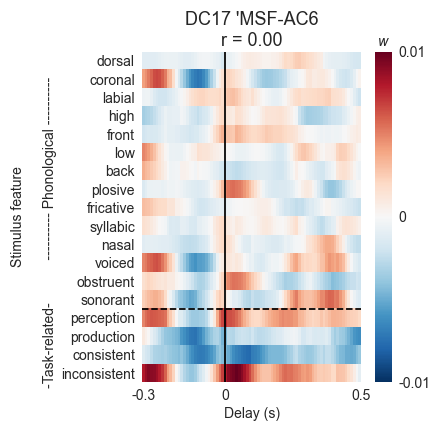 DC17 'MSF-AC6
r = 0.00
w
Stimulus feature
-Task-related- ----------- Phonological ----------
dorsal
coronal
labial
high
front
low
back
plosive
fricative
syllabic
nasal
voiced
obstruent
sonorant
perception
production
consistent
inconsistent
0.01
0
-0.01
-0.3
0
0.5
Delay (s)